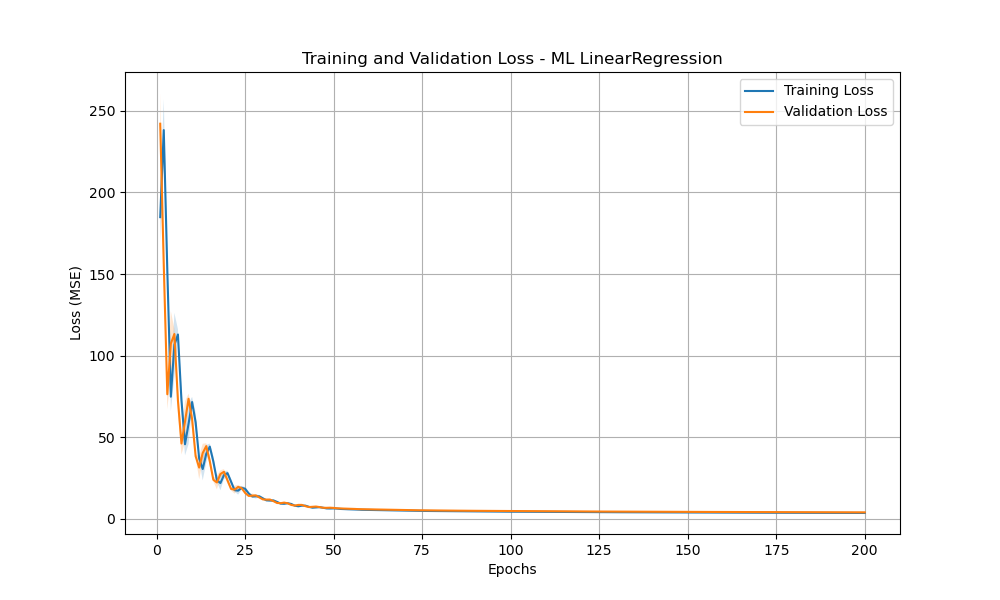 Training and Validation Loss - ML LinearRegression
Training Loss
Validation Loss
250
200
150
100
50
0
Loss (MSE)
0 25 50 75 100 125 150 175 200
Epochs